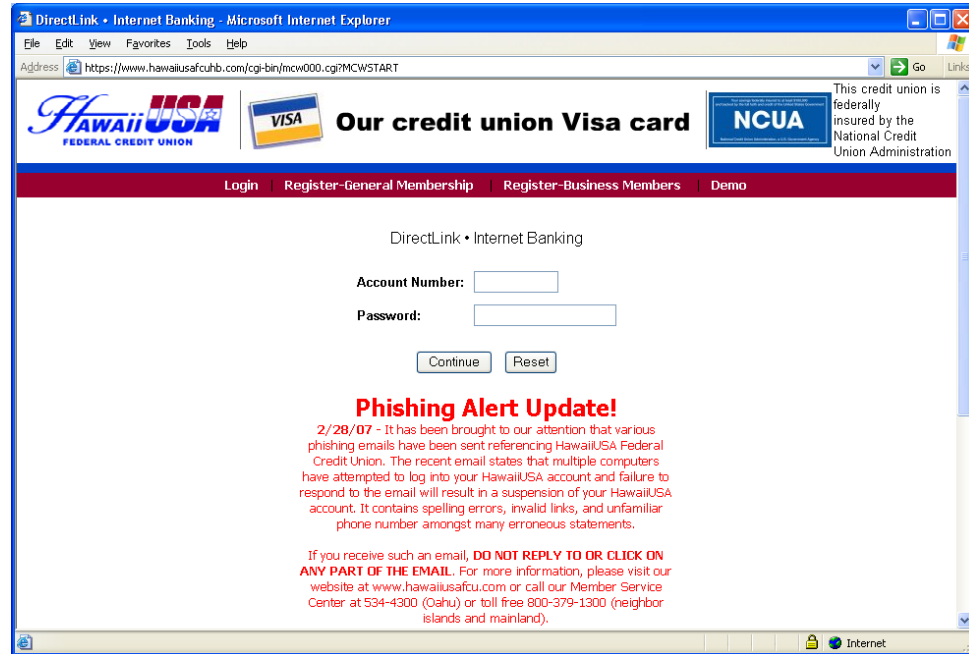 DirectLink • Internet Banking - Microsoft Internet Explorer
File Edit View Favorites Tools Help
Address https://www.hawaiiusafcuhb.com/cgi-bin/mcw000.cgi?MCWSTART Go Links
Hawaii USA
FEDERAL CREDIT UNION
VISA
Our credit union Visa card
NCUA
This credit union is
federally
insured by the
National Credit
Union Administration
Login Register-General Membership Register-Business Members Demo
DirectLink • Internet Banking
Account Number:
Password:
Continue Reset
Phishing Alert Update!
2/28/07 - It has been brought to our attention that various
phishing emails have been sent referencing HawaiiUSA Federal
Credit Union. The recent email states that multiple computers
have attempted to log into your HawaiiUSA account and failure to
respond to the email will result in a suspension of your HawaiiUSA
account. It contains spelling errors, invalid links, and unfamiliar
phone number amongst many erroneous statements.
If you receive such an email, DO NOT REPLY TO OR CLICK ON
ANY PART OF THE EMAIL. For more information, please visit our
website at www.hawaiiusafcu.com or call our Member Service
Center at 534-4300 (Oahu) or toll free 800-379-1300 (neighbor
islands and mainland).
Internet